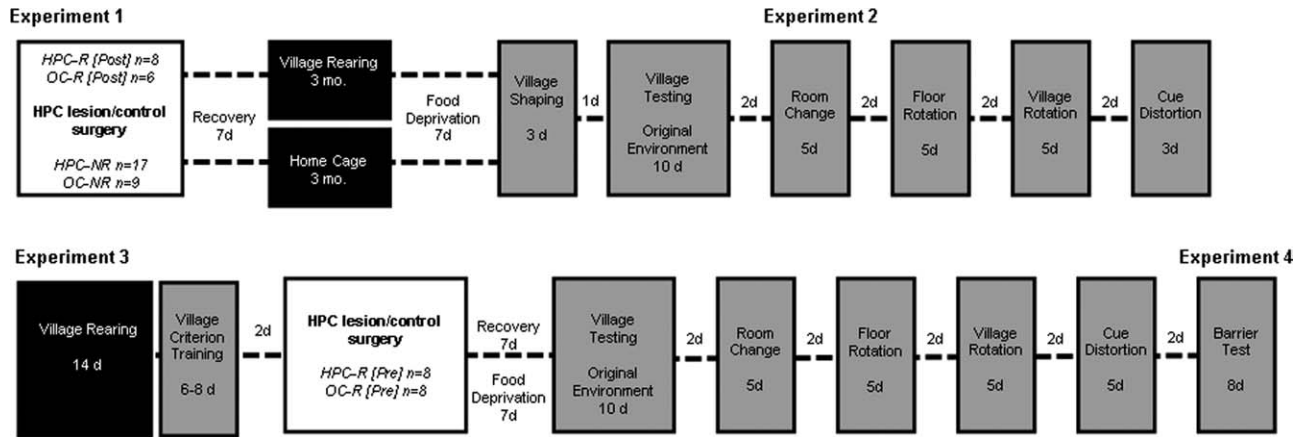 Experiment 1
Experiment 2
HPC-R [Post] n=8
OC-R [Post] n=6
HPC lesion/control
surgery
HPC-NR n=17
OC-NR n=9
Recovery
7d
Village Rearing
3 mo.
Home Cage
3 mo.
Food
Deprivation
7d
Village
Shaping
3 d
1d
Village
Testing
Original
Environment
10 d
2d
Room
Change
5d
2d
Floor
Rotation
5d
2d
Village
Rotation
5d
2d
Cue
Distortion
3d
Experiment 3
Experiment 4
Village Rearing
14 d
Village
Criterion
Training
6-8 d
2d
HPC lesion/control
surgery
HPC-R [Pre] n=8
OC-R [Pre] n=8
Recovery
7d
Food
Deprivation
7d
Village
Testing
Original
Environment
10 d
2d
Room
Change
5d
2d
Floor
Rotation
5d
2d
Village
Rotation
5d
2d
Cue
Distortion
5d
2d
Barrier
Test
8d